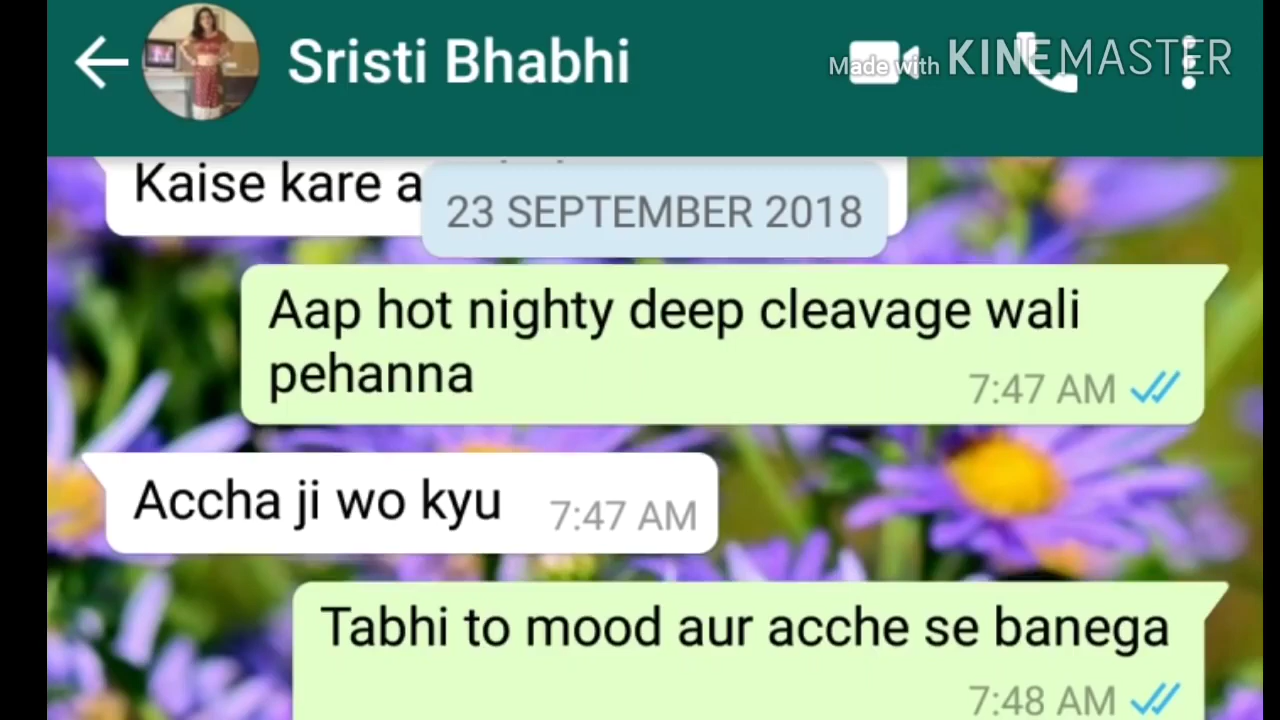 Sristi Bhabhi
Made with KINEMASTER
Kaise kare a
23 SEPTEMBER 2018
Aap hot nighty deep cleavage wali
pehanna
7:47 AM
Accha ji wo kyu 7:47 AM
Tabhi to mood aur acche se banega
7:48 AM